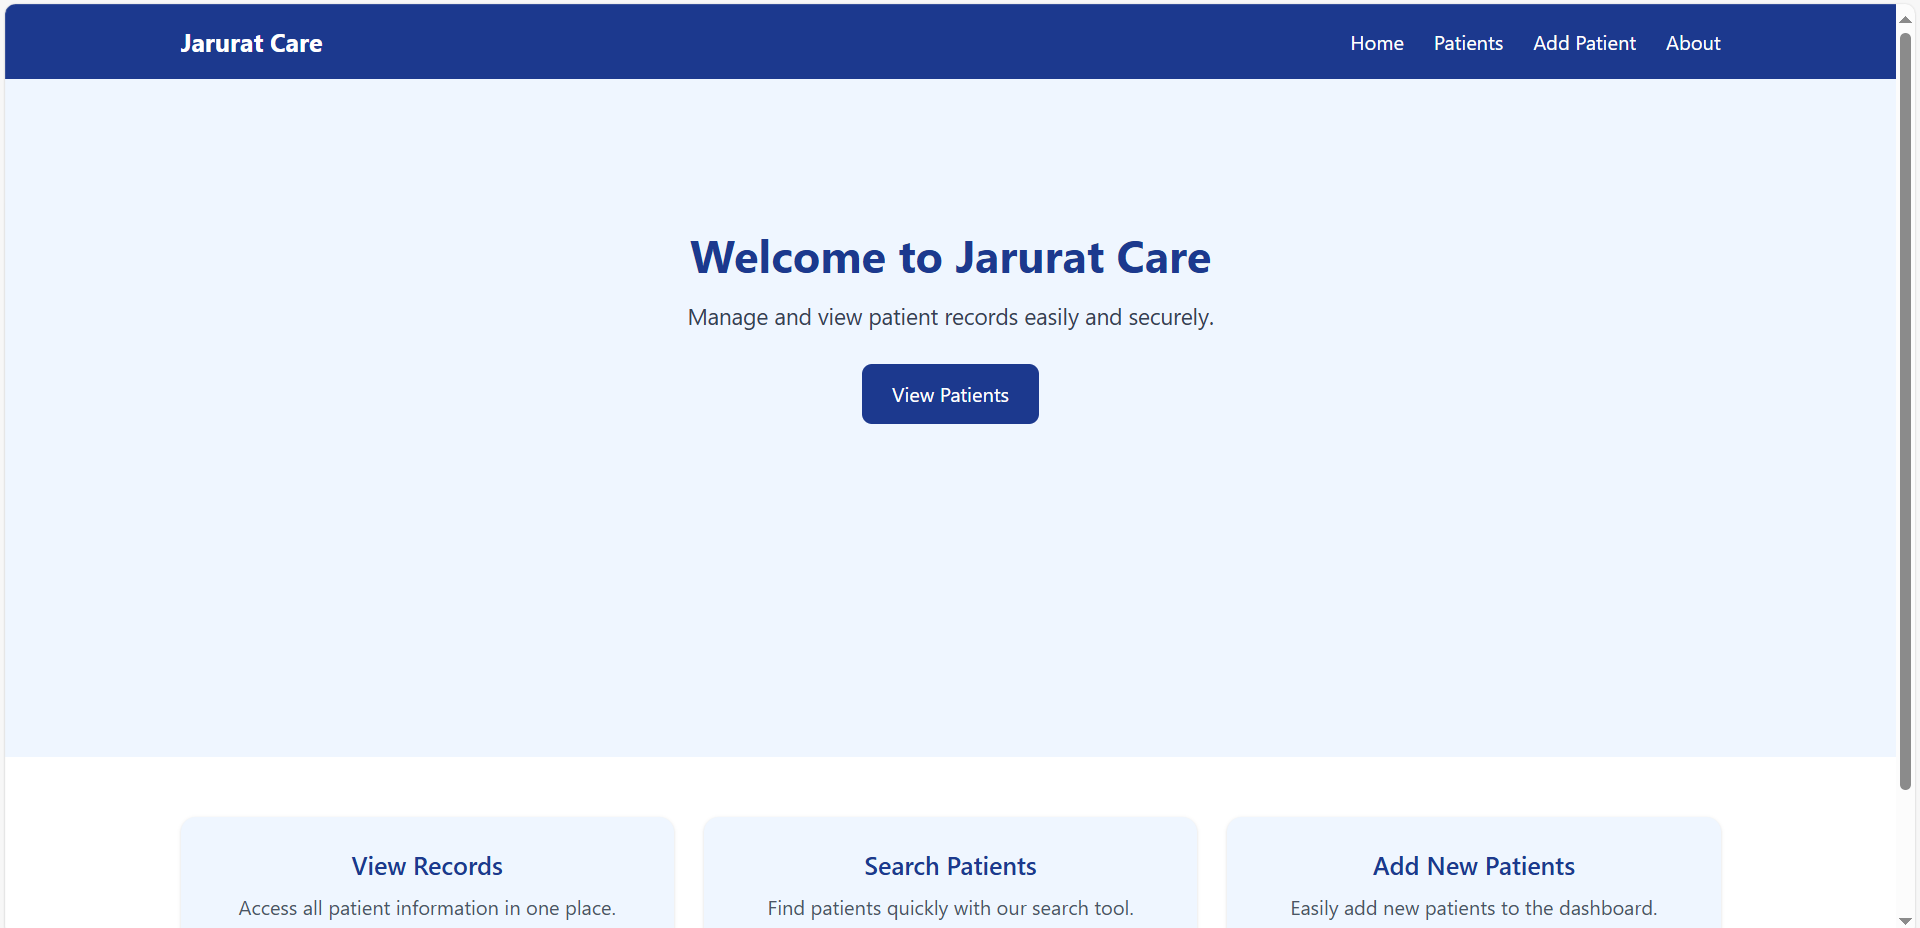 Jarurat Care
Home Patients Add Patient About
Welcome to Jarurat Care
Manage and view patient records easily and securely.
View Patients
View Records
Access all patient information in one place.
Search Patients
Find patients quickly with our search tool.
Add New Patients
Easily add new patients to the dashboard.